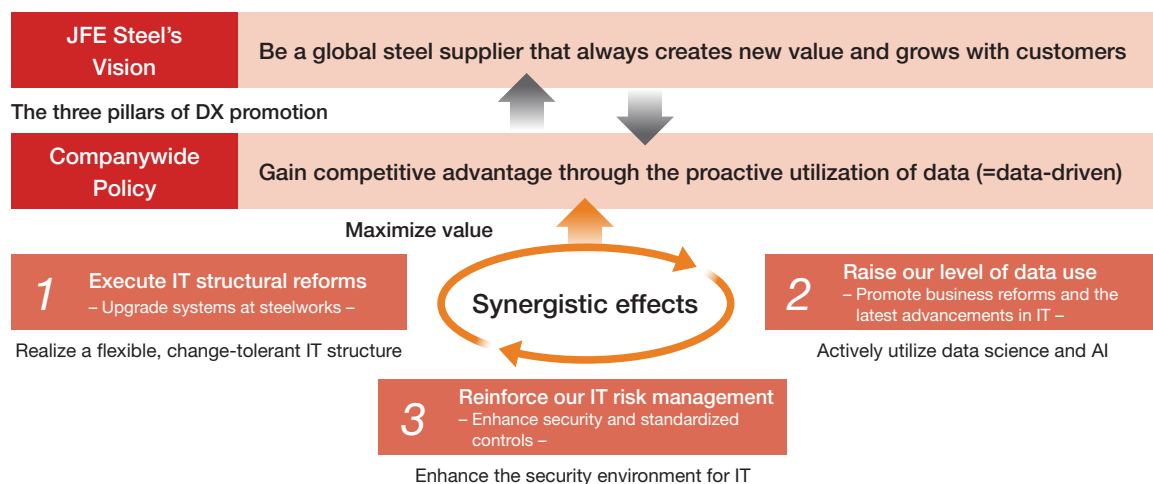 JFE Steel's
Vision
Be a global steel supplier that always creates new value and grows with customers
The three pillars of DX promotion
Companywide
Policy
Gain competitive advantage through the proactive utilization of data (=data-driven)
Maximize value
1
Execute IT structural reforms
– Upgrade systems at steelworks –
Realize a flexible, change-tolerant IT structure
Synergistic effects
2
Raise our level of data use
– Promote business reforms and the
latest advancements in IT –
Actively utilize data science and AI
3
Reinforce our IT risk management
– Enhance security and standardized
controls –
Enhance the security environment for IT